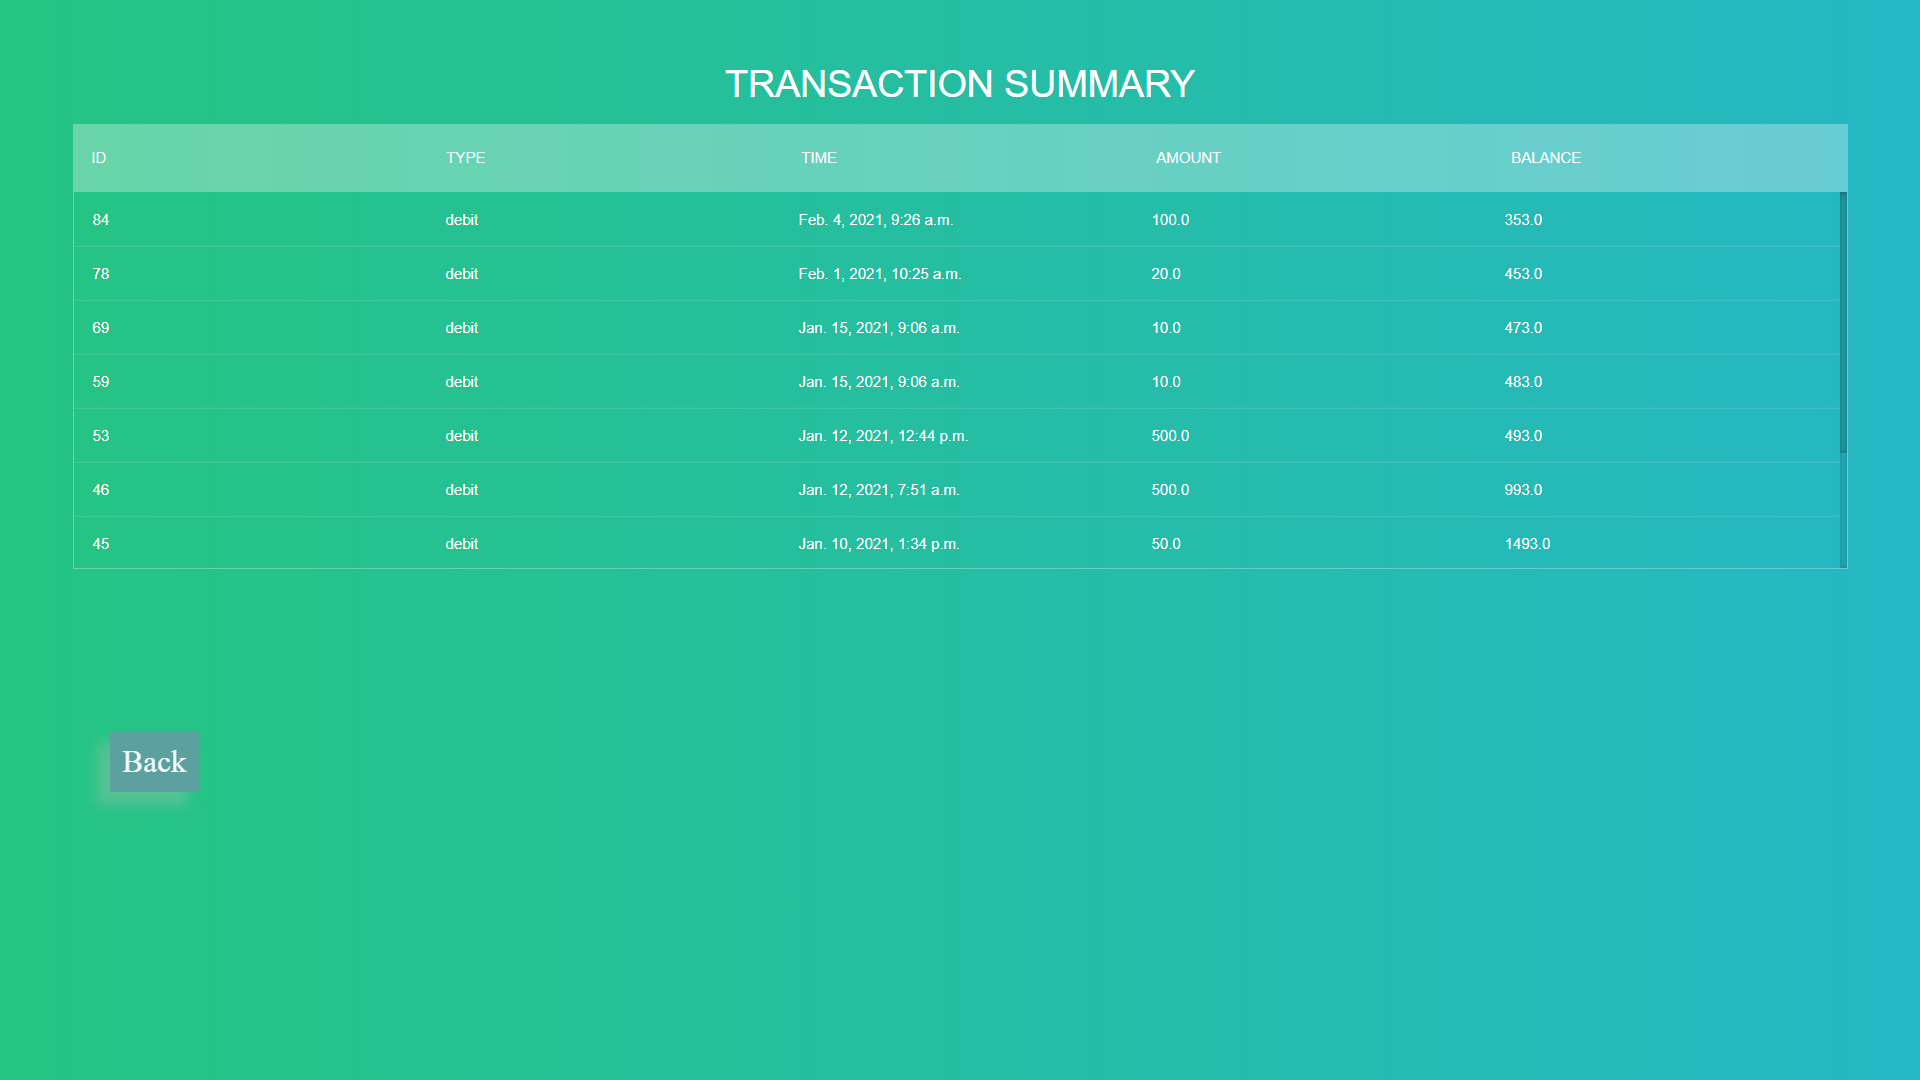 TRANSACTION SUMMARY
ID TYPE TIME AMOUNT BALANCE
84 debit Feb. 4, 2021, 9:26 a.m. 100.0 353.0
78 debit Feb. 1, 2021, 10:25 a.m. 20.0 453.0
69 debit Jan. 15, 2021, 9:06 a.m. 10.0 473.0
59 debit Jan. 15, 2021, 9:06 a.m. 10.0 483.0
53 debit Jan. 12, 2021, 12:44 p.m. 500.0 493.0
46 debit Jan. 12, 2021, 7:51 a.m. 500.0 993.0
45 debit Jan. 10, 2021, 1:34 p.m. 50.0 1493.0
Back